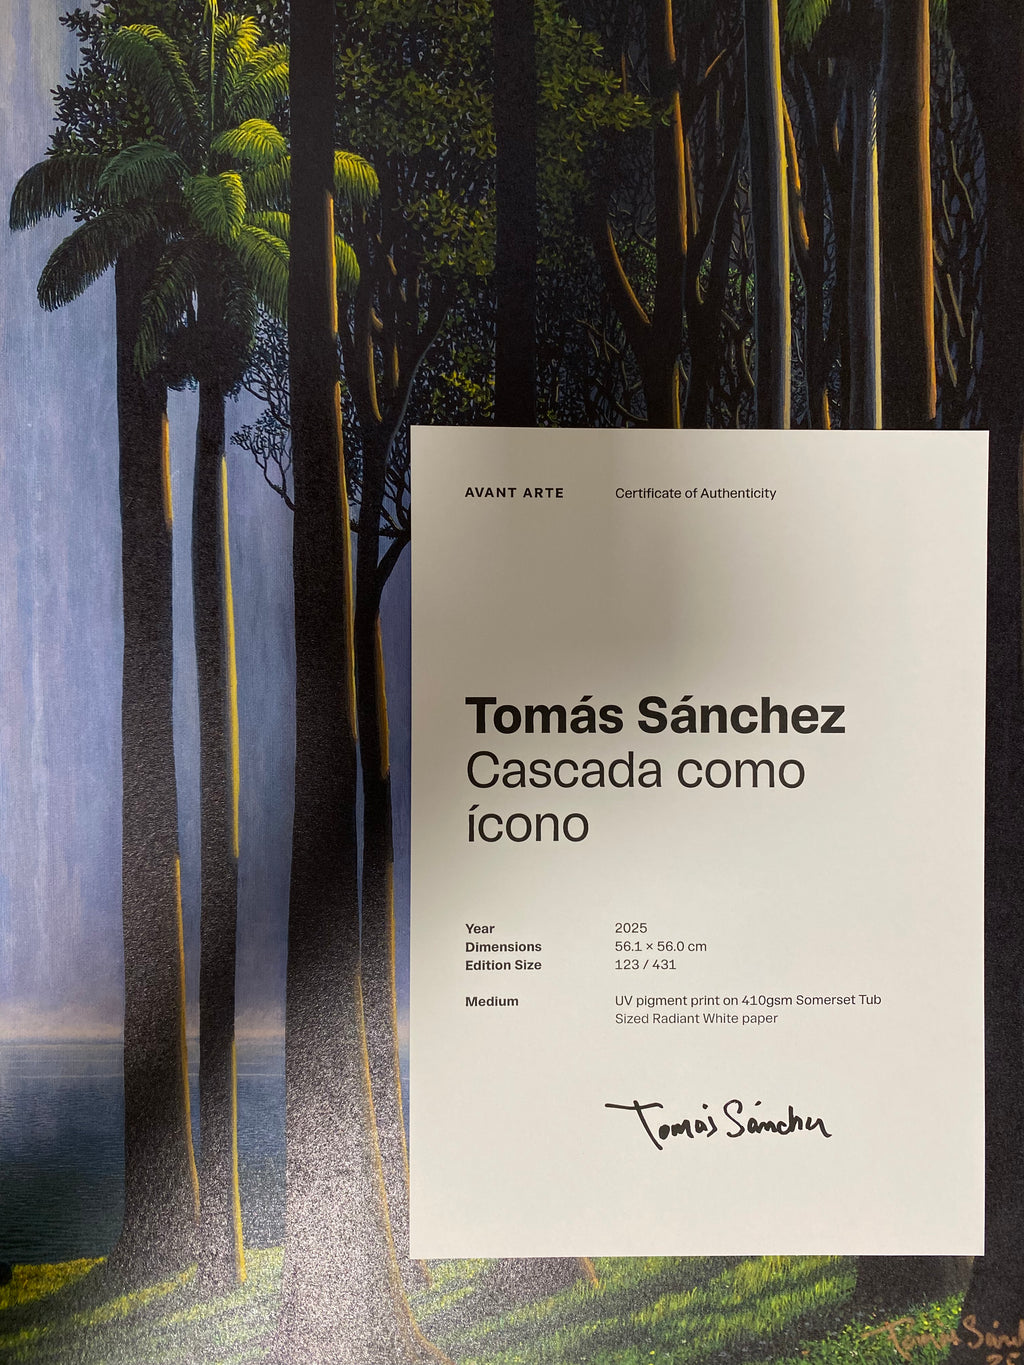 AVANT ARTE Certificate of Authenticity
Tomás Sánchez
Cascada como
ícono
Year 2025
Dimensions 56.1 × 56.0 cm
Edition Size 123 / 431
Medium UV pigment print on 410gsm Somerset Tub
Sized Radiant White paper
Tomás Sánchez